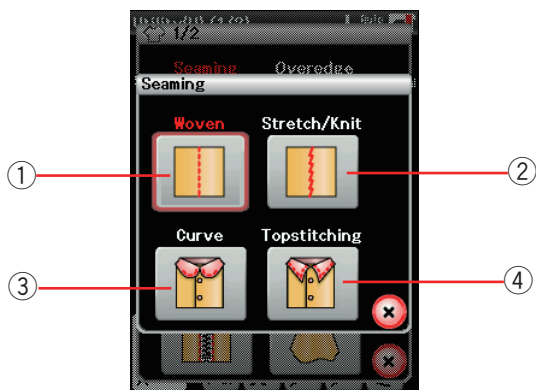 1/2
Seaming Overedge
Seaming
Woven Stretch/Knit
1
2
Curve Topstitching
3
4